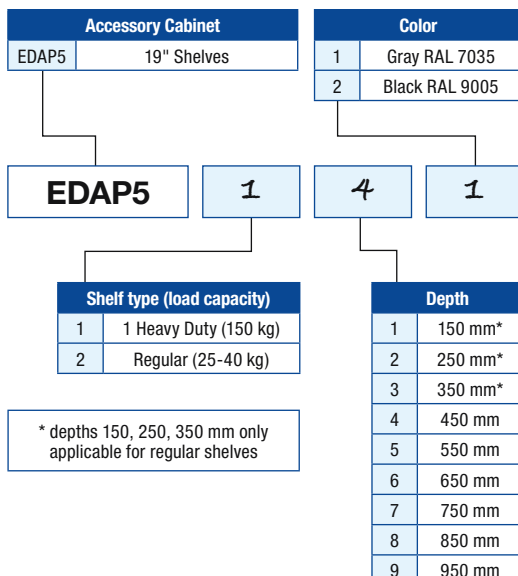 Accessory Cabinet
EDAP5 19" Shelves
Color
1 Gray RAL 7035
2 Black RAL 9005
EDAP5 1 4 1
Shelf type (load capacity)
1 1 Heavy Duty (150 kg)
2 Regular (25-40 kg)
* depths 150, 250, 350 mm only
applicable for regular shelves
Depth
1 150 mm*
2 250 mm*
3 350 mm*
4 450 mm
5 550 mm
6 650 mm
7 750 mm
8 850 mm
9 950 mm